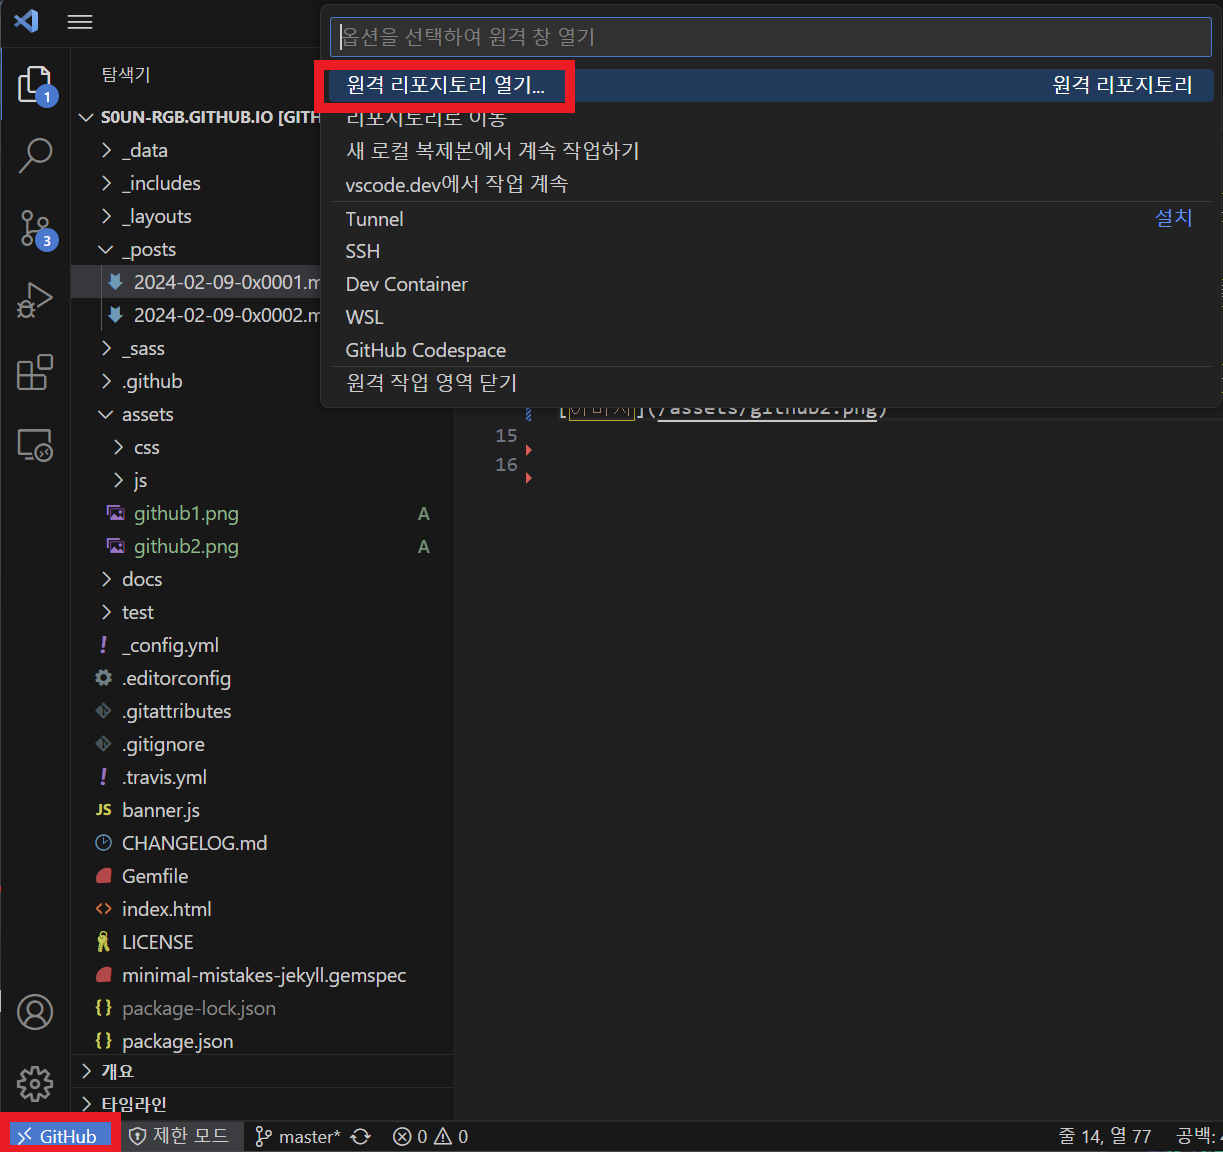 옵션을 선택하여 원격 창 열기
원격 리포지토리 열기... 원격 리포지토리
리포지토리로 이동
새 로컬 복제본에서 계속 작업하기
vscode.dev에서 작업 계속
Tunnel 설치
SSH
Dev Container
WSL
GitHub Codespace
원격 작업 영역 닫기
[이미지](/assets/github2.png)
15
16
탐색기
1
3
S0UN-RGB.GITHUB.IO [GITH
_data
_includes
_layouts
_posts
2024-02-09-0x0001.m
2024-02-09-0x0002.m
_sass
.github
assets
css
js
github1.png A
github2.png A
docs
test
! _config.yml
.editorconfig
.gitattributes
.gitignore
! .travis.yml
JS banner.js
CHANGELOG.md
Gemfile
<> index.html
LICENSE
minimal-mistakes-jekyll.gemspec
{} package-lock.json
{} package.json
개요
타임라인
GitHub 제한 모드 master* 0 0 줄 14, 열 77 공백: